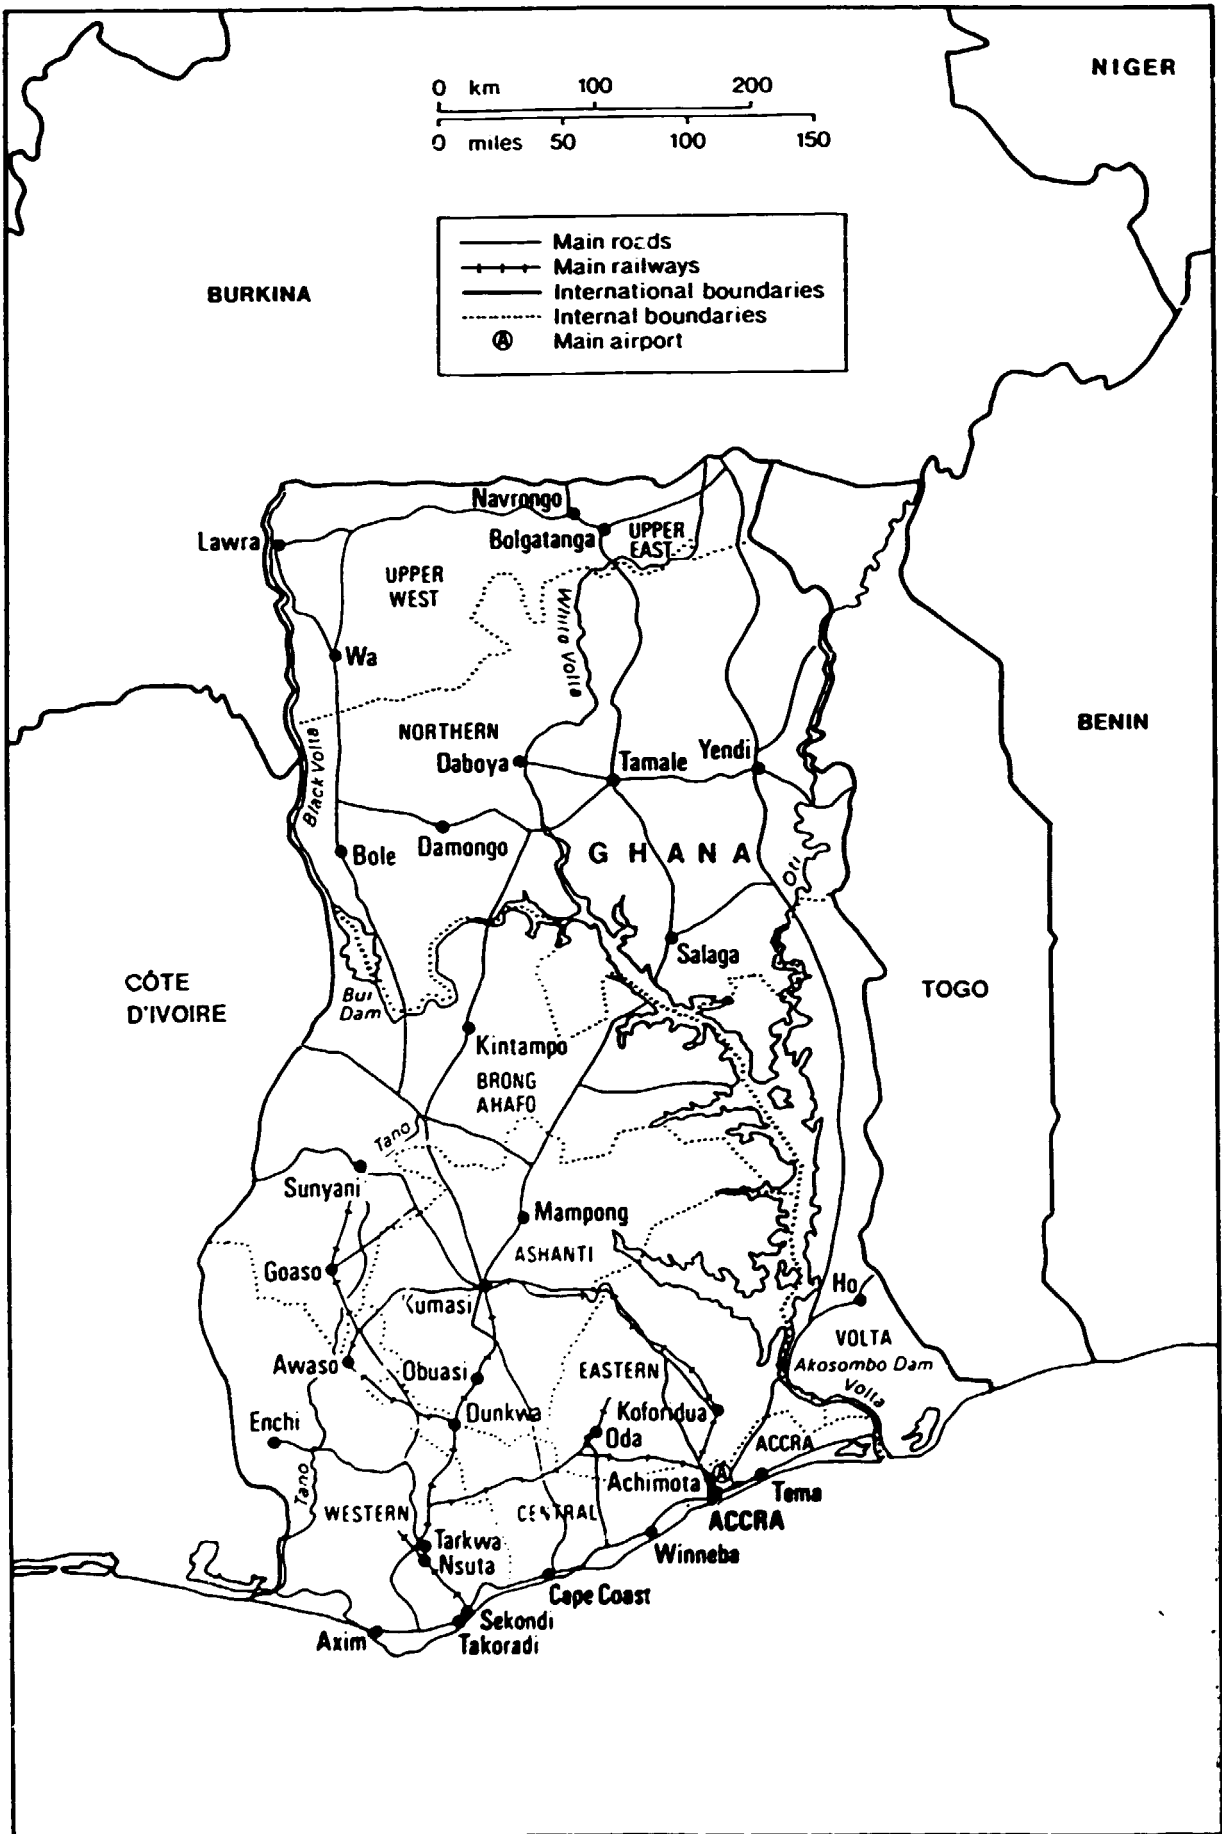 NIGER
0 km 100 200
0 miles 50 100 150
Main roads
Main railways
International boundaries
Internal boundaries
A Main airport
BURKINA
Navrongo
Lawra
Bolgatanga
UPPER
EAST
UPPER
WEST
White Volta
Wa
NORTHERN
BENIN
Daboya
Tamale
Yendi
Black Volta
Damongo
Bole
GHANA
Oti
Salaga
CÔTE
D'IVOIRE
Bui
Dam
TOGO
Kintampo
BRONG
AHAFO
Tano
Sunyani
Mampong
ASHANTI
Goaso
Kumasi
Ho
VOLTA
Akosombo Dam
Volta
Awaso
Obuasi
EASTERN
Enchi
Dunkwa
Koforidua
Oda
ACCRA
Achimota
A
Tema
ACCRA
Tano
WESTERN
CENTRAL
Tarkwa
Nsuta
Winneba
Cape Coast
Sekondi
Takoradi
Axim